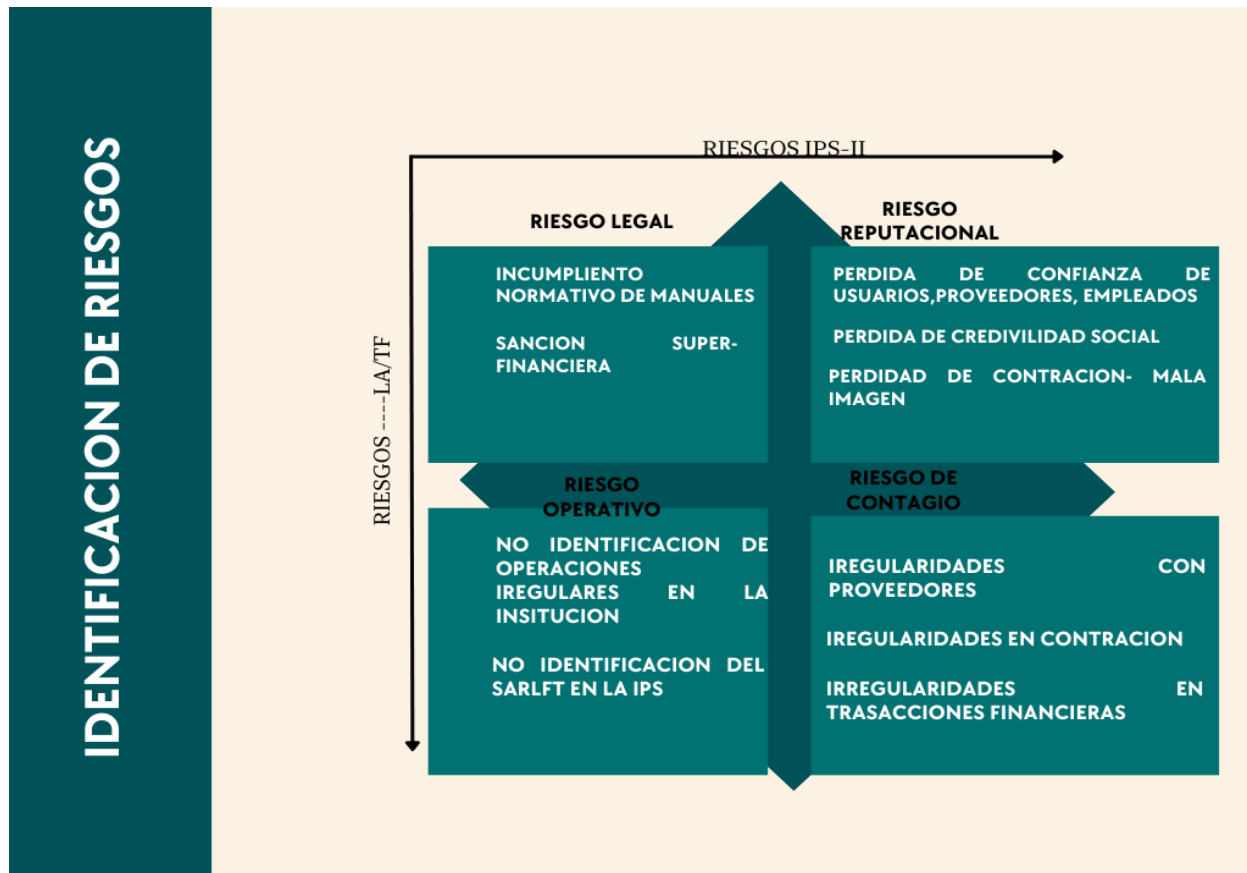 IDENTIFICACION DE RIESGOS
RIESGOS IPS-II
RIESGOS ----LA/TF
RIESGO LEGAL
INCUMPLIENTO
NORMATIVO DE MANUALES
SANCION SUPER-
FINANCIERA
RIESGO
REPUTACIONAL
PERDIDA DE CONFIANZA DE
USUARIOS,PROVEEDORES, EMPLEADOS
PERDIDA DE CREDIVILIDAD SOCIAL
PERDIDAD DE CONTRACION- MALA
IMAGEN
RIESGO
OPERATIVO
NO IDENTIFICACION DE
OPERACIONES
IREGULARES EN LA
INSITUCION
NO IDENTIFICACION DEL
SARLFT EN LA IPS
RIESGO DE
CONTAGIO
IREGULARIDADES CON
PROVEEDORES
IREGULARIDADES EN CONTRACION
IRREGULARIDADES EN
TRASACCIONES FINANCIERAS